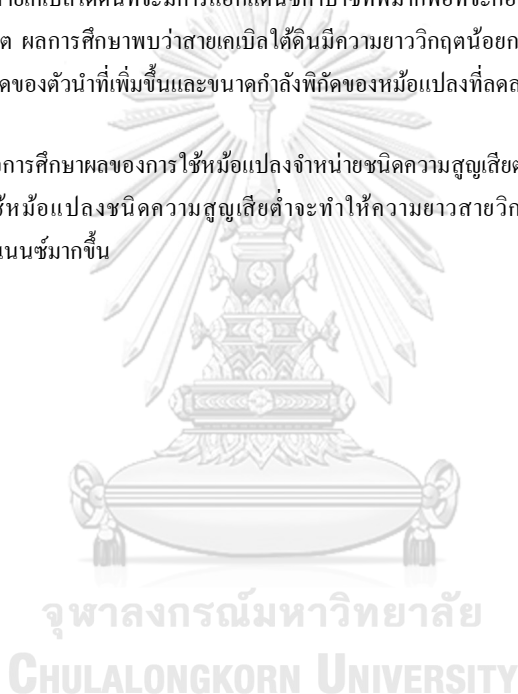 ผลการศึกษาพบว่าสายเคเบิลใต้ดินมีความยาววิกฤตน้อยก
ของตัวนำที่เพิ่มขึ้นและขนาดกำลังพิกัดของหม้อแปลงที่ลดล
การศึกษาผลของการใช้หม้อแปลงจำหน่ายชนิดความสูญเสียต
ช้หม้อแปลงชนิดความสูญเสียต่ำจะทำให้ความยาวสายวิก
แนนซ์มากขึ้น
จุฬาลงกรณ์มหาวิทยาลัย
CHULALONGKORN UNIVERSITY